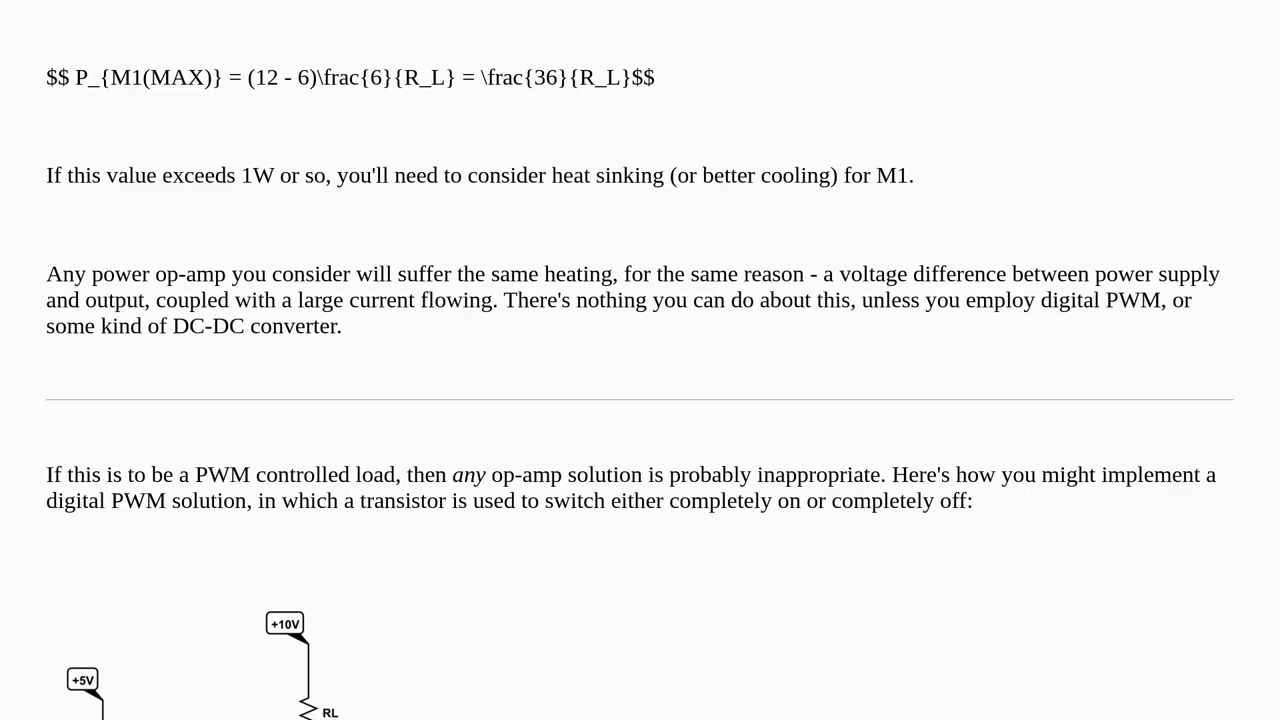 $$ P_{M1(MAX)} = (12 - 6)\frac{6}{R_L} = \frac{36}{R_L}$$
If this value exceeds 1W or so, you'll need to consider heat sinking (or better cooling) for M1.
Any power op-amp you consider will suffer the same heating, for the same reason - a voltage difference between power supply
and output, coupled with a large current flowing. There's nothing you can do about this, unless you employ digital PWM, or
some kind of DC-DC converter.
If this is to be a PWM controlled load, then any op-amp solution is probably inappropriate. Here's how you might implement a
digital PWM solution, in which a transistor is used to switch either completely on or completely off:
+10V
+5V
RL